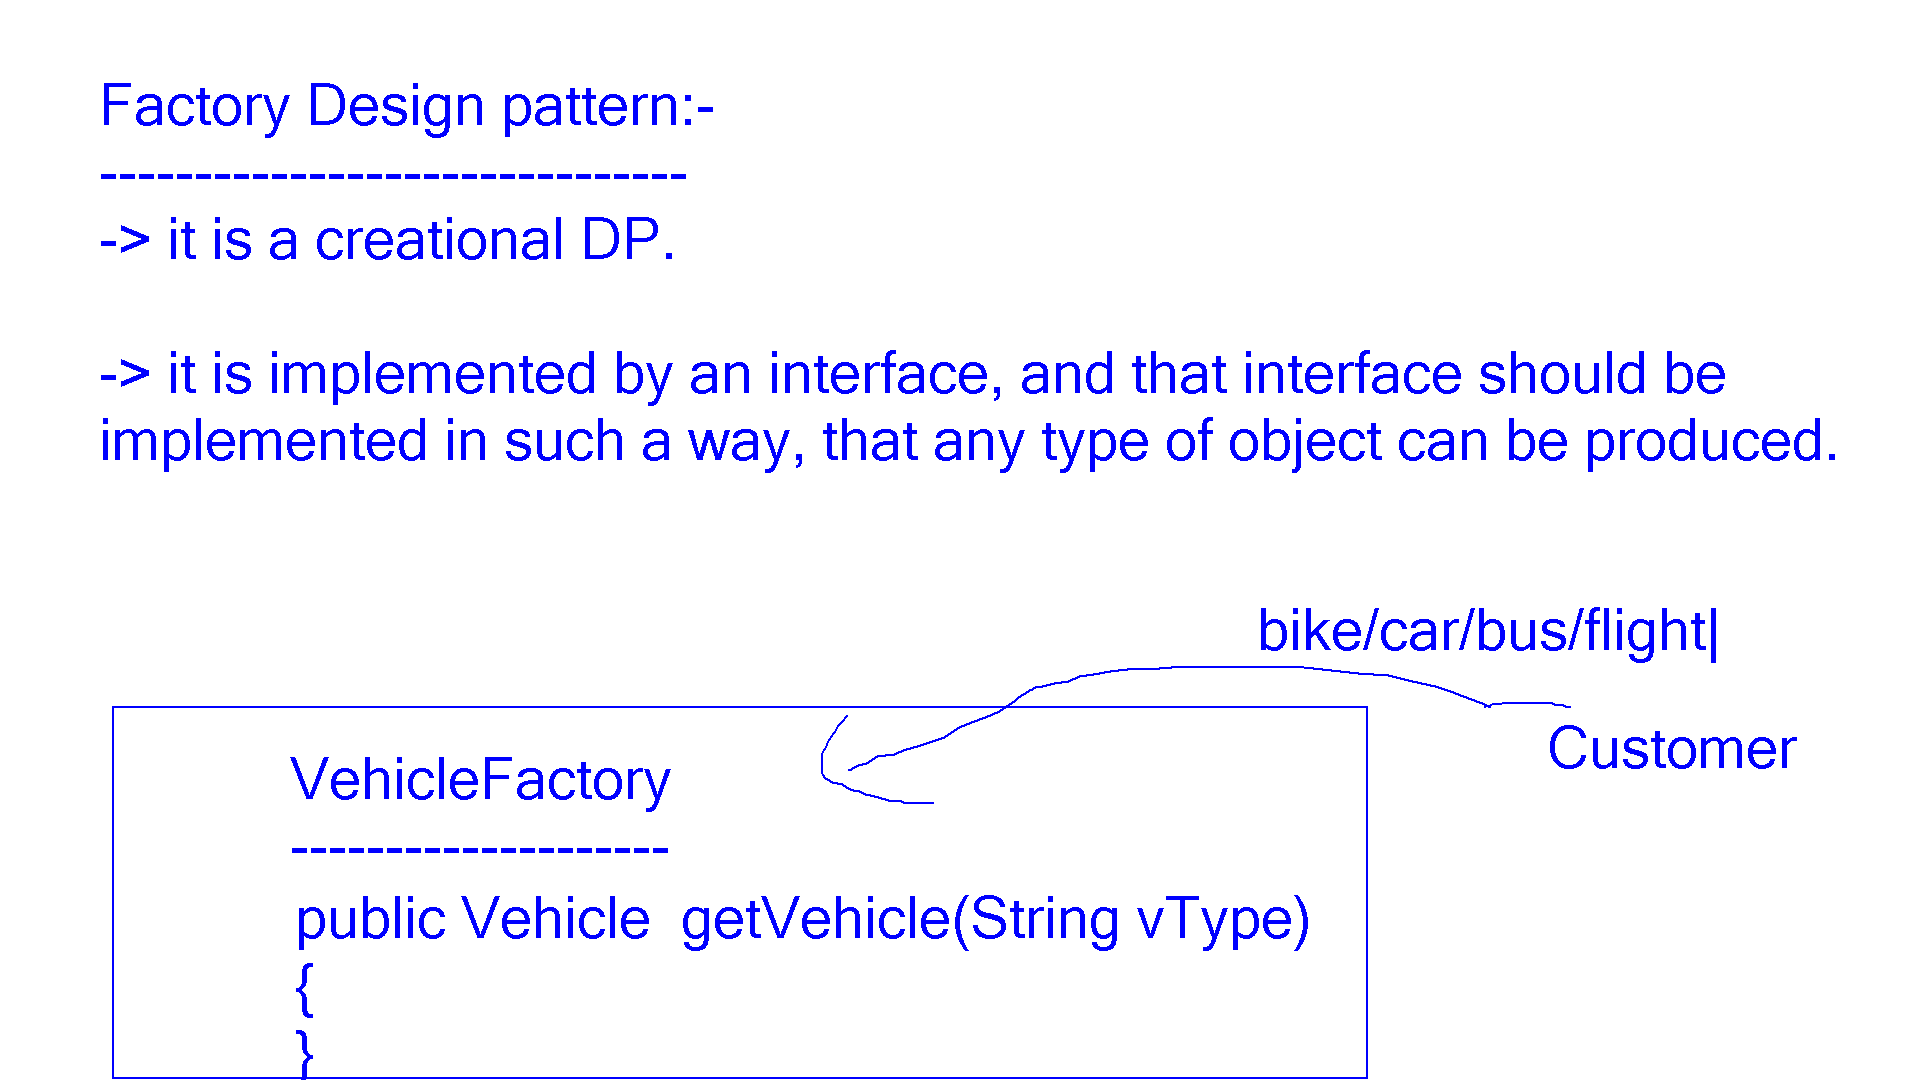 Factory Design pattern:-
-------------------------------
-> it is a creational DP.
-> it is implemented by an interface, and that interface should be
implemented in such a way, that any type of object can be produced.
bike/car/bus/flight|
Customer
VehicleFactory
--------------------
public Vehicle  getVehicle(String vType)
{
}